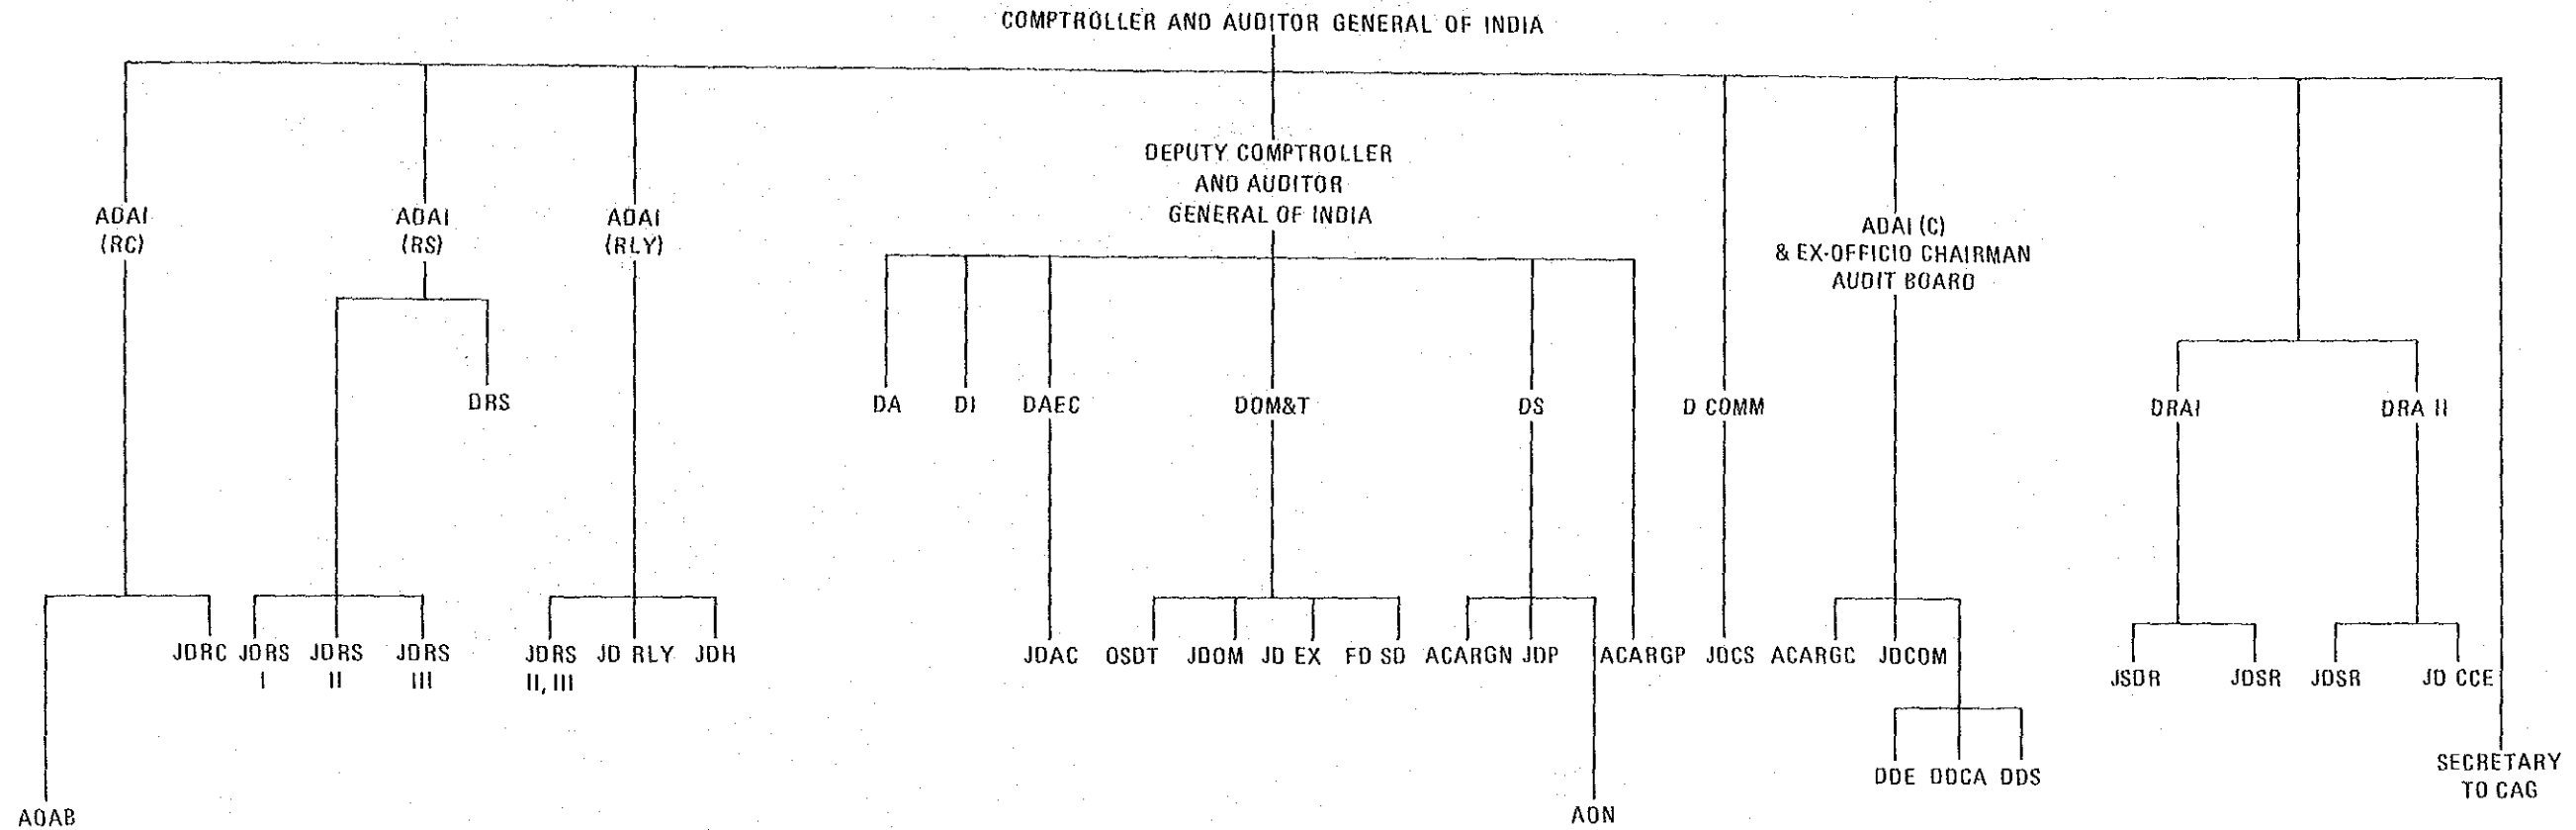 COMPTROLLER AND AUDITOR GENERAL OF INDIA
DEPUTY COMPTROLLER
AND AUDITOR
GENERAL OF INDIA
ADAI
(RC)
ADAI
(RS)
ADAI
(RLY)
ADAI (C)
& EX-OFFICIO CHAIRMAN
AUDIT BOARD
DRS
DA
DI
DAEC
DOM&T
DS
D COMM
DRAI
DRA II
JDRC
JDRS
I
JDRS
II
JDRS
III
JDRS
II, III
JD RLY
JDH
JDAC
OSDT
JDOM
JD EX
FD SD
ACARGN
JDP
ACARGP
JDCS
ACARGC
JDCOM
JSDR
JDSR
JDSR
JD CCE
DDE
DDCA
DDS
SECRETARY
TO CAG
AOAB
AON